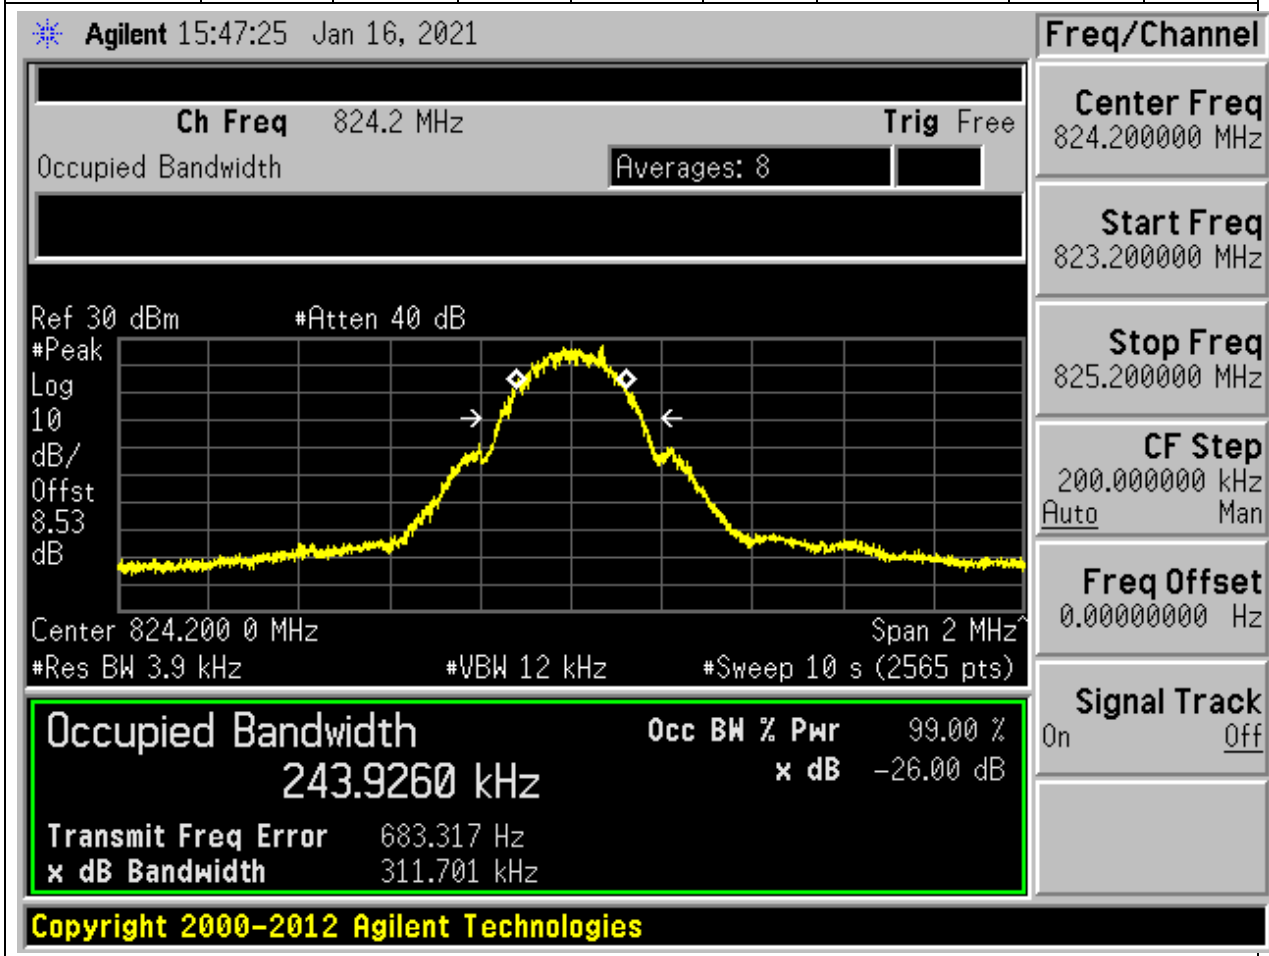 Agilent 15:47:25 Jan 16, 2021
Freq/Channel
Ch Freq 824.2 MHz
Trig Free
Occupied Bandwidth
Averages: 8
Center Freq
824.200000 MHz
Start Freq
823.200000 MHz
Stop Freq
825.200000 MHz
CF Step
200.000000 kHz
Auto Man
Freq Offset
0.00000000 Hz
Signal Track
On Off
Ref 30 dBm #Atten 40 dB
#Peak
Log
10
dB/
Offst
8.53
dB
Center 824.200 0 MHz Span 2 MHz^
#Res BW 3.9 kHz #VBW 12 kHz #Sweep 10 s (2565 pts)
Occupied Bandwidth
243.9260 kHz
Occ BW % Pwr 99.00 %
x dB -26.00 dB
Transmit Freq Error 683.317 Hz
x dB Bandwidth 311.701 kHz
Copyright 2000-2012 Agilent Technologies